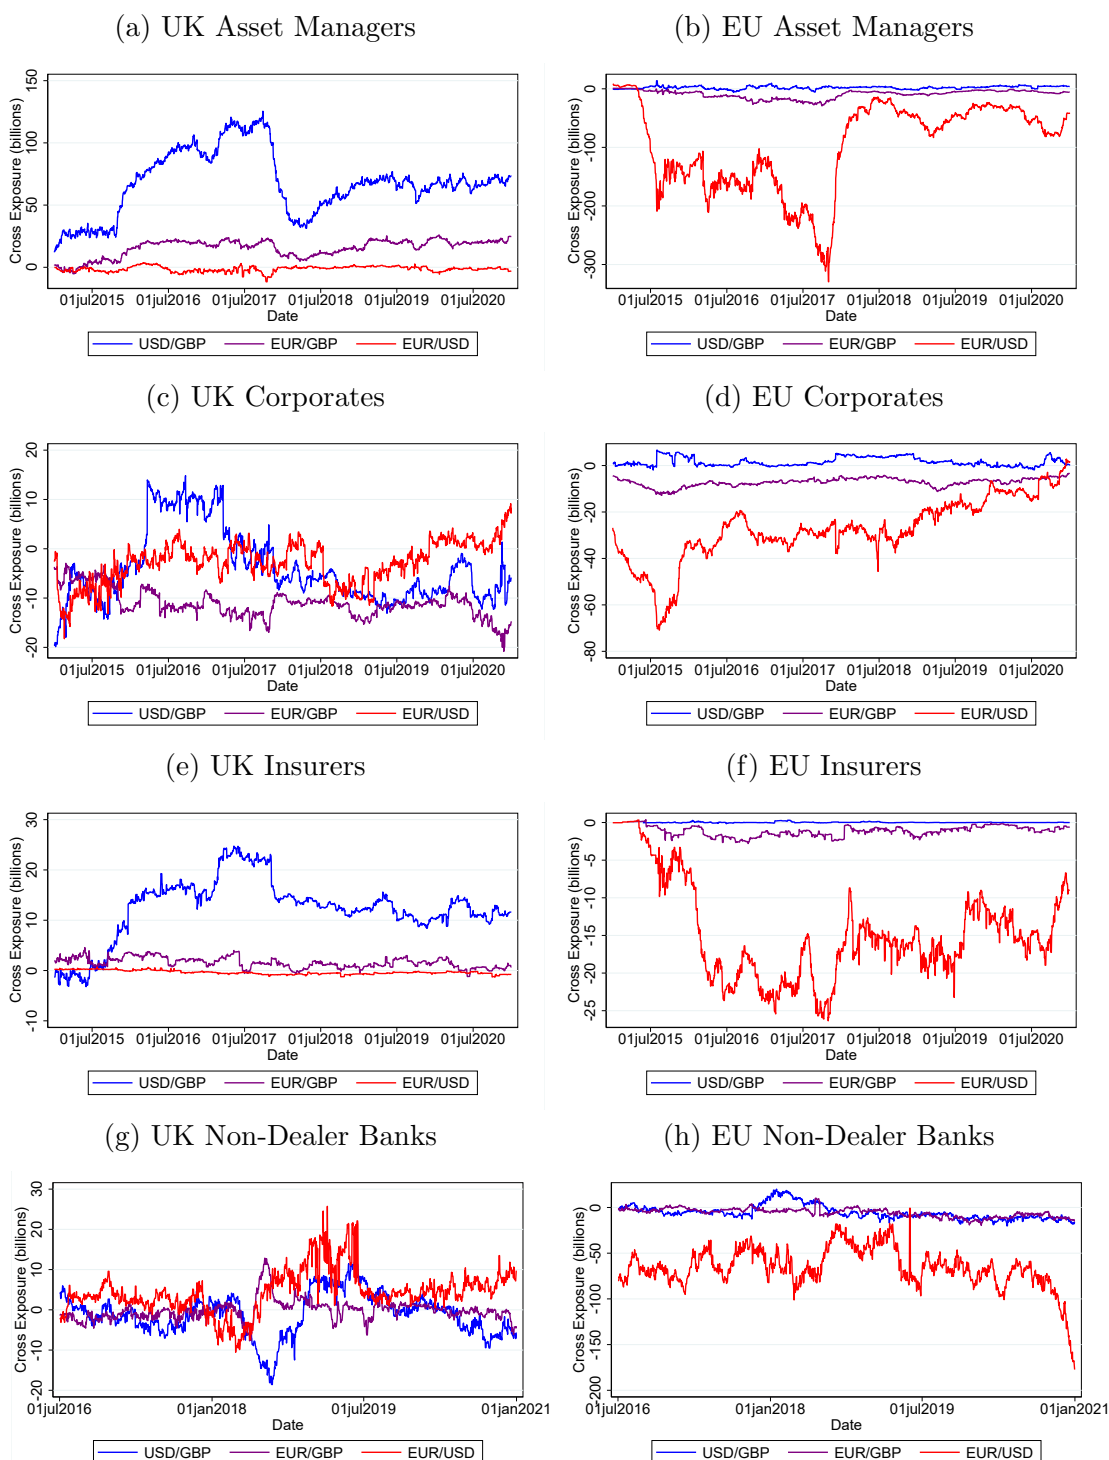 (a) UK Asset Managers
Cross Exposure (billions)
150
100
50
0
01jul2015 01jul2016 01jul2017 01jul2018 01jul2019 01jul2020
Date
USD/GBP EUR/GBP EUR/USD
(b) EU Asset Managers
Cross Exposure (billions)
0
-100
-200
-300
01jul2015 01jul2016 01jul2017 01jul2018 01jul2019 01jul2020
Date
USD/GBP EUR/GBP EUR/USD
(c) UK Corporates
Cross Exposure (billions)
20
10
0
-10
-20
01jul2015 01jul2016 01jul2017 01jul2018 01jul2019 01jul2020
Date
USD/GBP EUR/GBP EUR/USD
(d) EU Corporates
Cross Exposure (billions)
0
-20
-40
-60
-80
01jul2015 01jul2016 01jul2017 01jul2018 01jul2019 01jul2020
Date
USD/GBP EUR/GBP EUR/USD
(e) UK Insurers
Cross Exposure (billions)
30
20
10
0
-10
01jul2015 01jul2016 01jul2017 01jul2018 01jul2019 01jul2020
Date
USD/GBP EUR/GBP EUR/USD
(f) EU Insurers
Cross Exposure (billions)
0
-5
-10
-15
-20
-25
01jul2015 01jul2016 01jul2017 01jul2018 01jul2019 01jul2020
Date
USD/GBP EUR/GBP EUR/USD
(g) UK Non-Dealer Banks
Cross Exposure (billions)
30
20
10
0
-10
-20
01jul2016 01jan2018 01jul2019 01jan2021
Date
USD/GBP EUR/GBP EUR/USD
(h) EU Non-Dealer Banks
Cross Exposure (billions)
0
-50
-100
-150
-200
01jul2016 01jan2018 01jul2019 01jan2021
Date
USD/GBP EUR/GBP EUR/USD